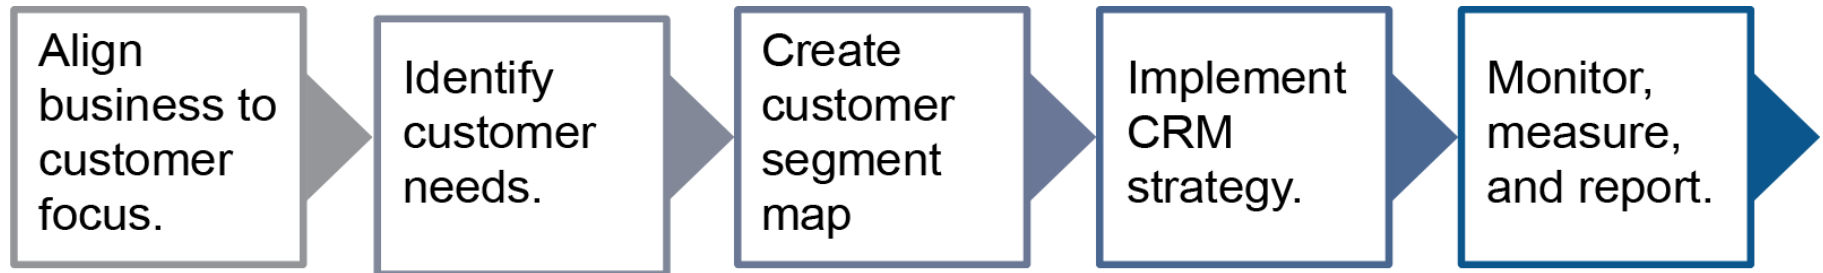 Align
business to
customer
focus.
Identify
customer
needs.
Create
customer
segment
map
Implement
CRM
strategy.
Monitor,
measure,
and report.